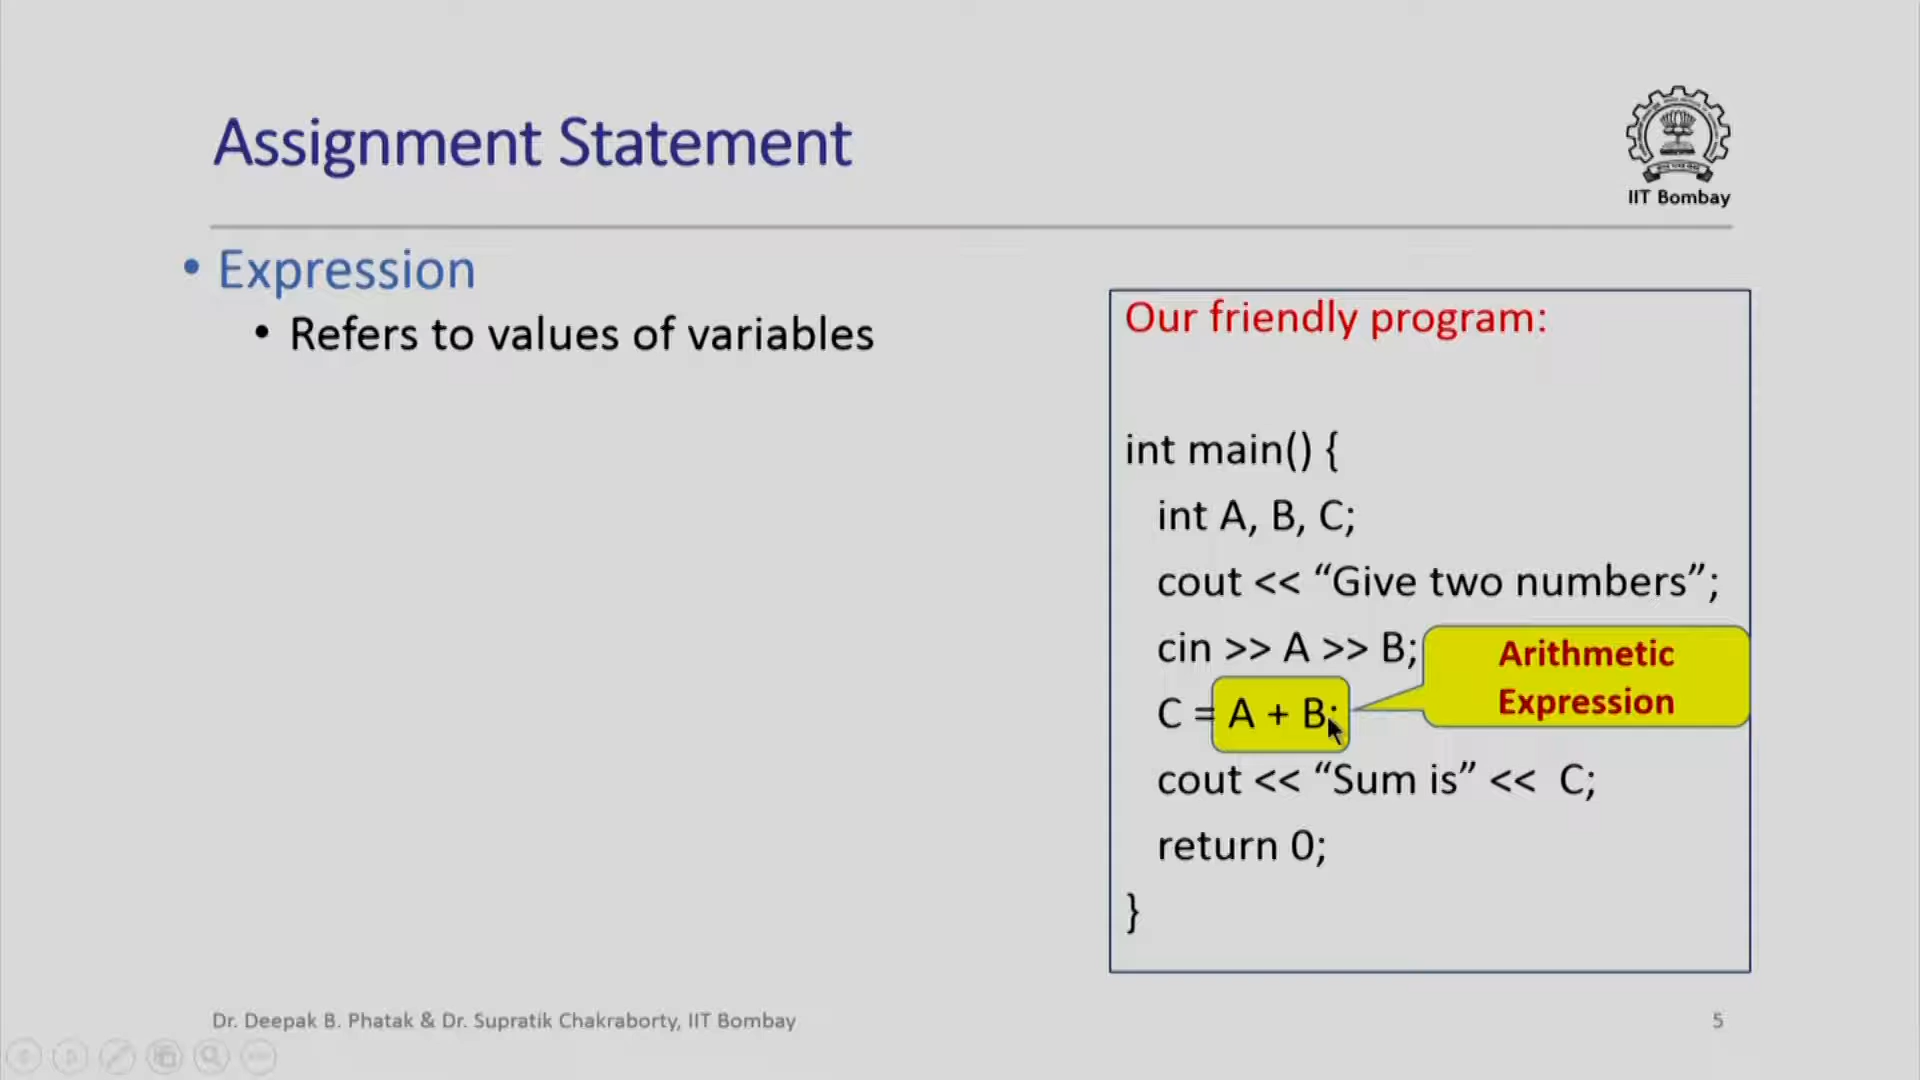 Assignment Statement
IIT Bombay
• Expression
• Refers to values of variables
Our friendly program:
int main() {
int A, B, C;
cout << “Give two numbers”;
cin >> A >> B;
Arithmetic
Expression
C = A + B;
cout << “Sum is” << C;
return 0;
}
Dr. Deepak B. Phatak & Dr. Supratik Chakraborty, IIT Bombay
5